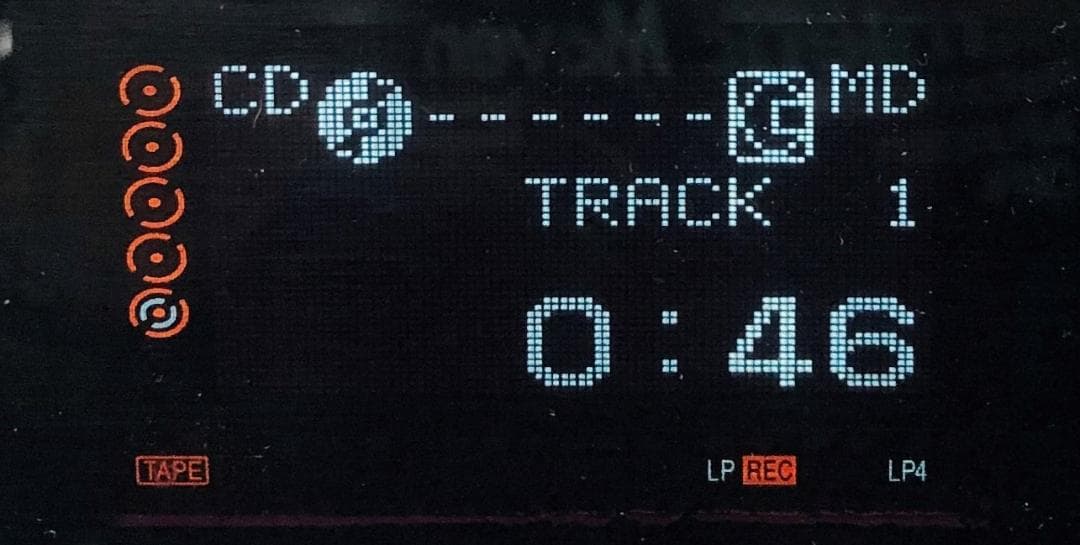 CD ------ MD
TRACK 1
0:46
TAPE LP REC LP4